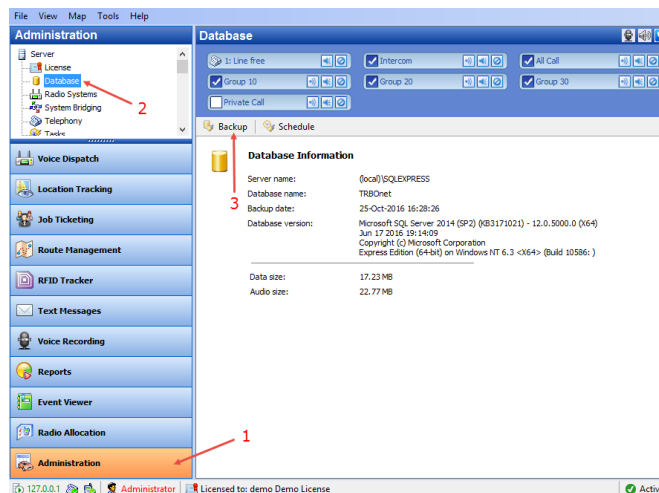 File View Map Tools Help
Administration
Database
Server
License
Database
Radio Systems
System Bridging
Telephony
Tasks
2
1: Line free
Intercom
All Call
Group 10
Group 20
Group 30
Private Call
Backup
Schedule
3
Database Information
Server name: (local)\SQLEXPRESS
Database name: TRBOnet
Backup date: 25-Oct-2016 16:28:26
Database version: Microsoft SQL Server 2014 (SP2) (KB3171021) - 12.0.5000.0 (X64)
Jun 17 2016 19:14:09
Copyright (c) Microsoft Corporation
Express Edition (64-bit) on Windows NT 6.3 <X64> (Build 10586: )
Data size: 17.23 MB
Audio size: 22.77 MB
Voice Dispatch
Location Tracking
Job Ticketing
Route Management
RFID Tracker
Text Messages
Voice Recording
Reports
Event Viewer
Radio Allocation
Administration
1
127.0.0.1
Administrator
Licensed to: demo Demo License
Activ